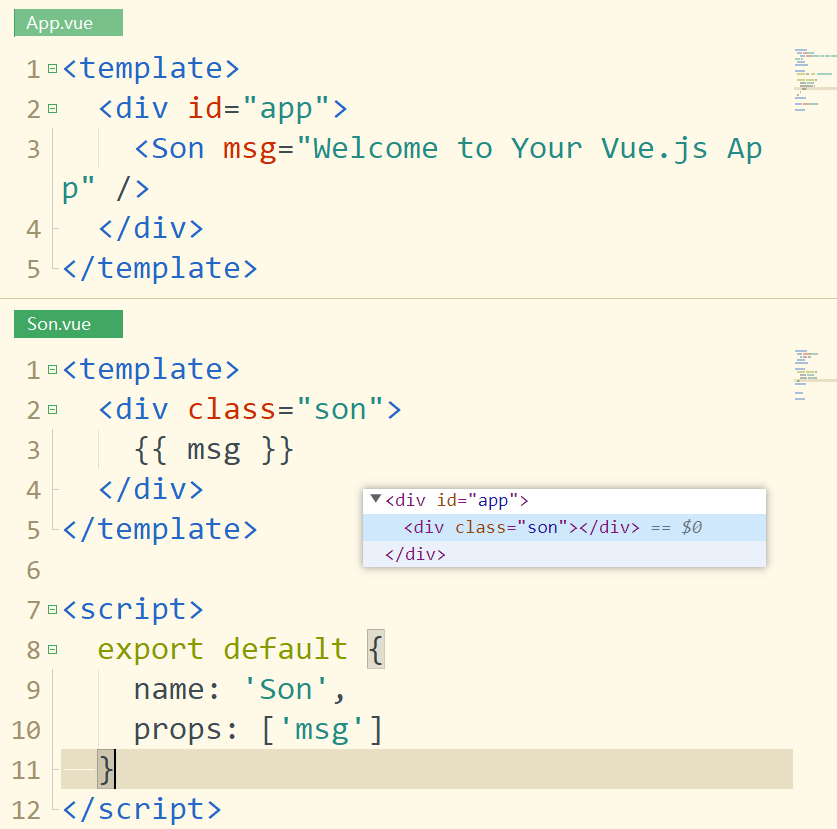 App.vue
1 <template>
2 <div id="app">
3 <Son msg="Welcome to Your Vue.js Ap
p" />
4 </div>
5 </template>
Son.vue
1 <template>
2 <div class="son">
3 {{ msg }}
4 </div>
5 </template>
6
7 <script>
8 export default {
9 name: 'Son',
10 props: ['msg']
11 }
12 </script>
<div id="app">
<div class="son"></div> == $0
</div>